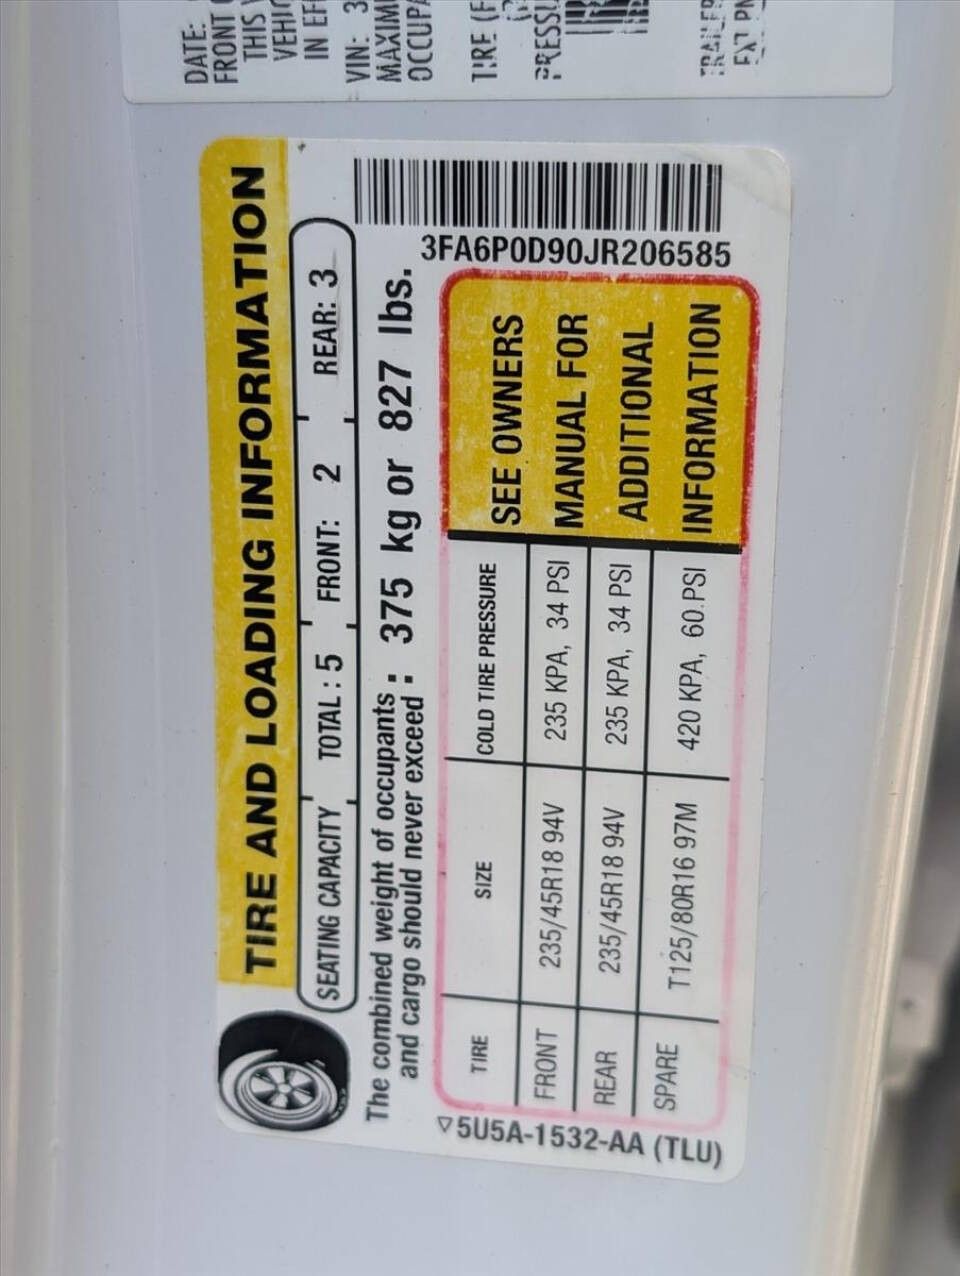 DATE:
FRONT
THIS
VEHIC
IN EF
VIN: 3
MAXIMU
OCCUPA
TIRE (F
PRESSU
TRAILER
TIRE AND LOADING INFORMATION
SEATING CAPACITY TOTAL : 5 FRONT: 2 REAR: 3
The combined weight of occupants
and cargo should never exceed : 375 kg or 827 lbs.
3FA6P0D90JR206585
TIRE SIZE COLD TIRE PRESSURE
FRONT 235/45R18 94V 235 KPA, 34 PSI
REAR 235/45R18 94V 235 KPA, 34 PSI
SPARE T125/80R16 97M 420 KPA, 60 PSI
SEE OWNERS
MANUAL FOR
ADDITIONAL
INFORMATION
5U5A-1532-AA (TLU)